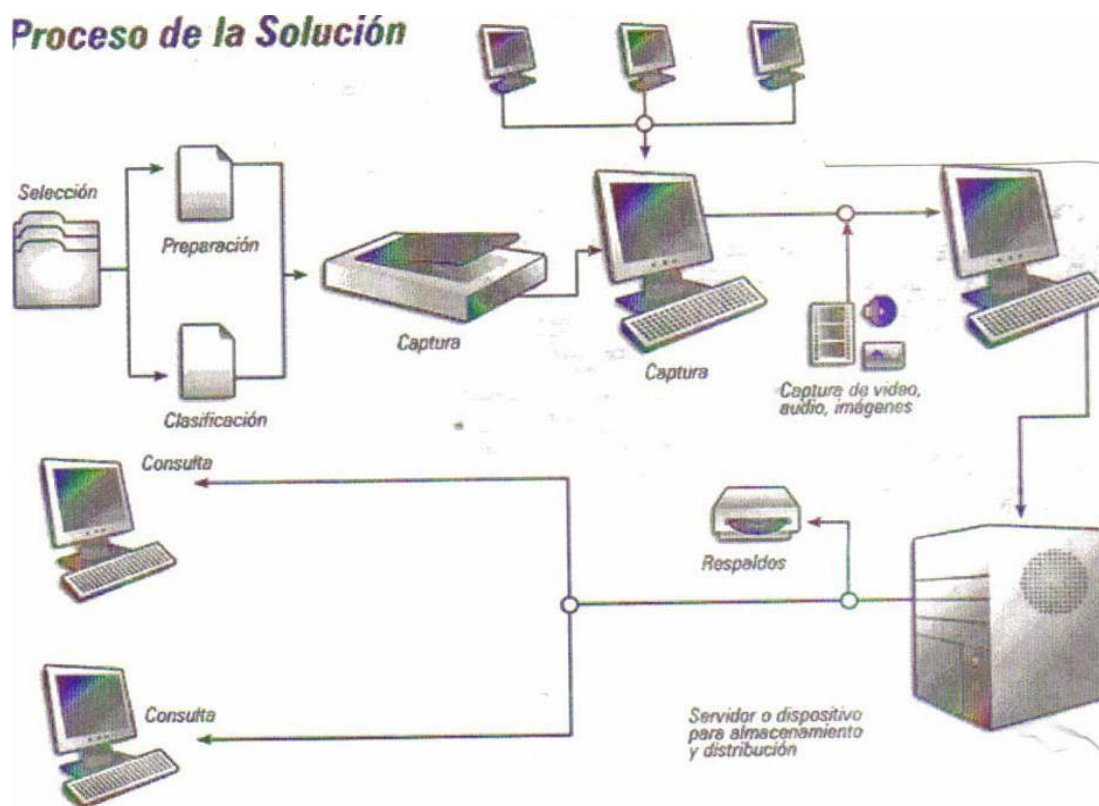 Proceso de la Solución
Selección
Preparación
Clasificación
Captura
Captura
Captura de video,
audio, imágenes
Consulta
Respaldos
Consulta
Servidor o dispositivo
para almacenamiento
y distribución